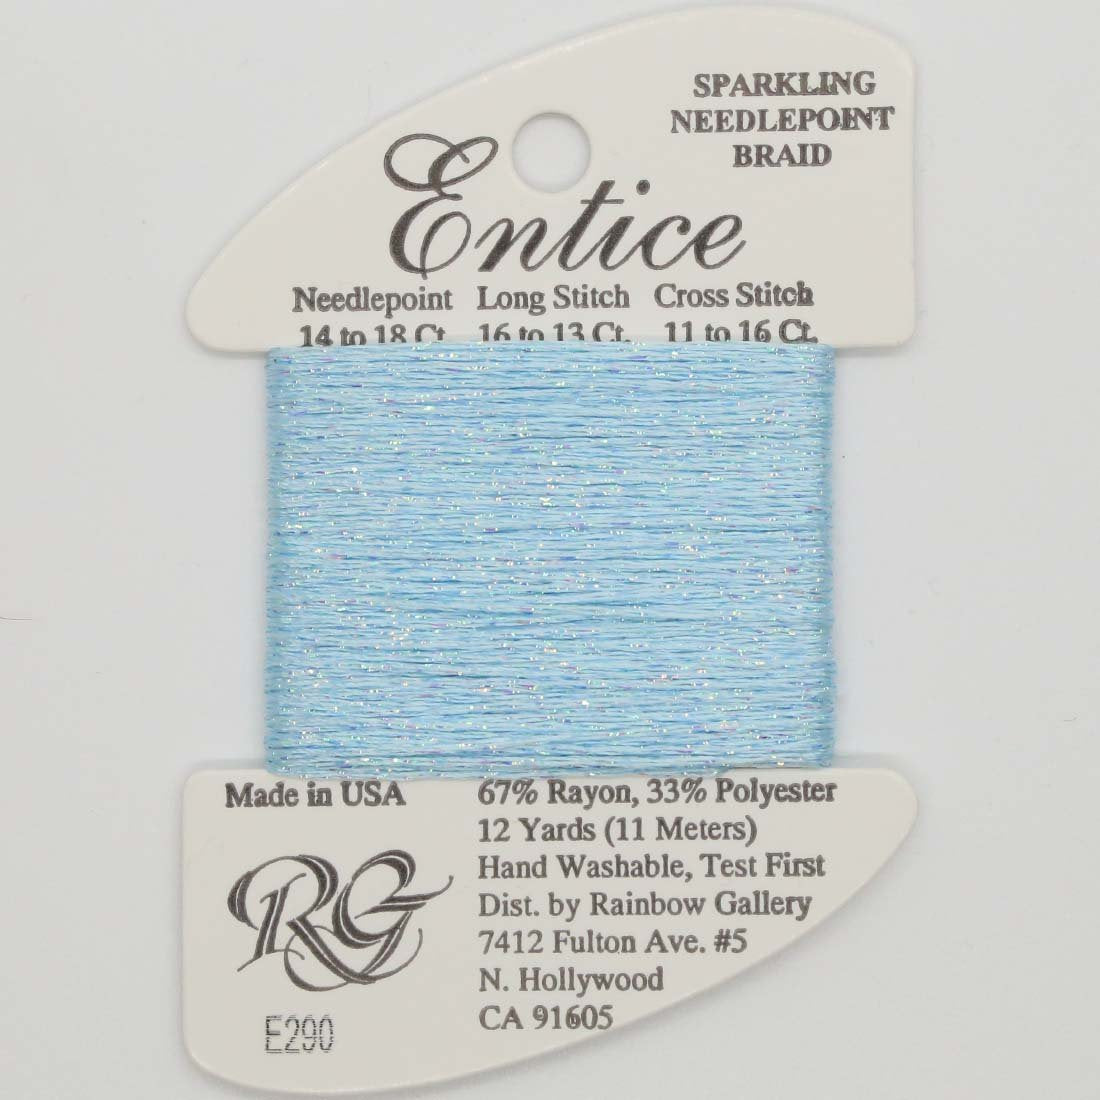 SPARKLING
NEEDLEPOINT
BRAID
Entice
Needlepoint Long Stitch Cross Stitch
14 to 18 Ct. 16 to 13 Ct. 11 to 16 Ct.
Made in USA
67% Rayon, 33% Polyester
12 Yards (11 Meters)
Hand Washable, Test First
Dist. by Rainbow Gallery
7412 Fulton Ave. #5
N. Hollywood
CA 91605
RG
E290